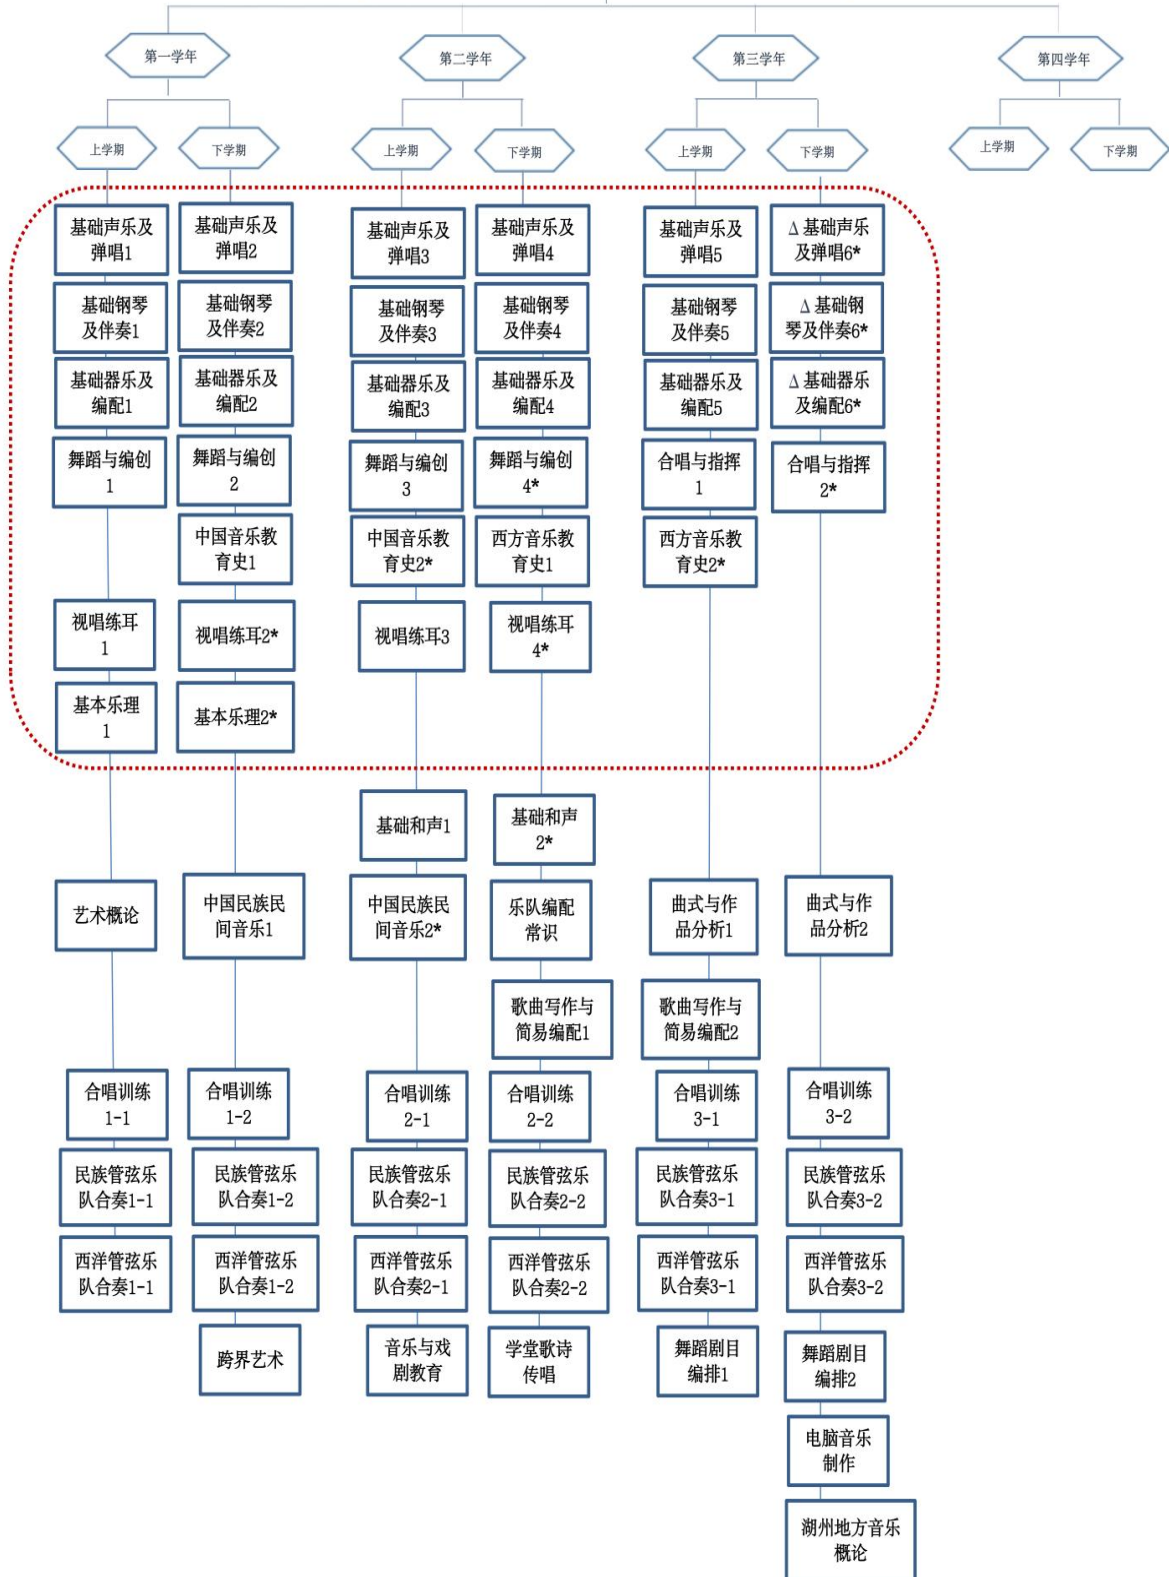 第一学年
第二学年
第三学年
第四学年
上学期
下学期
上学期
下学期
上学期
下学期
上学期
下学期
基础声乐及
弹唱1
基础钢琴
及伴奏1
基础器乐及
编配1
舞蹈与编创
1
视唱练耳
1
基本乐理
1
艺术概论
合唱训练
1-1
民族管弦乐
队合奏1-1
西洋管弦乐
队合奏1-1
基础声乐及
弹唱2
基础钢琴
及伴奏2
基础器乐及
编配2
舞蹈与编创
2
中国音乐教
育史1
视唱练耳2*
基本乐理2*
中国民族民
间音乐1
合唱训练
1-2
民族管弦乐
队合奏1-2
西洋管弦乐
队合奏1-2
跨界艺术
基础声乐及
弹唱3
基础钢琴
及伴奏3
基础器乐及
编配3
舞蹈与编创
3
中国音乐教
育史2*
视唱练耳3
基础和声1
中国民族民
间音乐2*
合唱训练
2-1
民族管弦乐
队合奏2-1
西洋管弦乐
队合奏2-1
音乐与戏
剧教育
基础声乐及
弹唱4
基础钢琴
及伴奏4
基础器乐及
编配4
舞蹈与编创
4*
西方音乐教
育史1
视唱练耳
4*
基础和声
2*
乐队编配
常识
歌曲写作与
简易编配1
合唱训练
2-2
民族管弦乐
队合奏2-2
西洋管弦乐
队合奏2-2
学堂歌诗
传唱
基础声乐及
弹唱5
基础钢琴
及伴奏5
基础器乐及
编配5
合唱与指挥
1
西方音乐教
育史2*
曲式与作
品分析1
歌曲写作与
简易编配2
合唱训练
3-1
民族管弦乐
队合奏3-1
西洋管弦乐
队合奏3-1
舞蹈剧目
编排1
Δ 基础声乐
及弹唱6*
Δ 基础钢
琴及伴奏6*
Δ 基础器乐
及编配6*
合唱与指挥
2*
曲式与作
品分析2
合唱训练
3-2
民族管弦乐
队合奏3-2
西洋管弦乐
队合奏3-2
舞蹈剧目
编排2
电脑音乐
制作
湖州地方音乐
概论